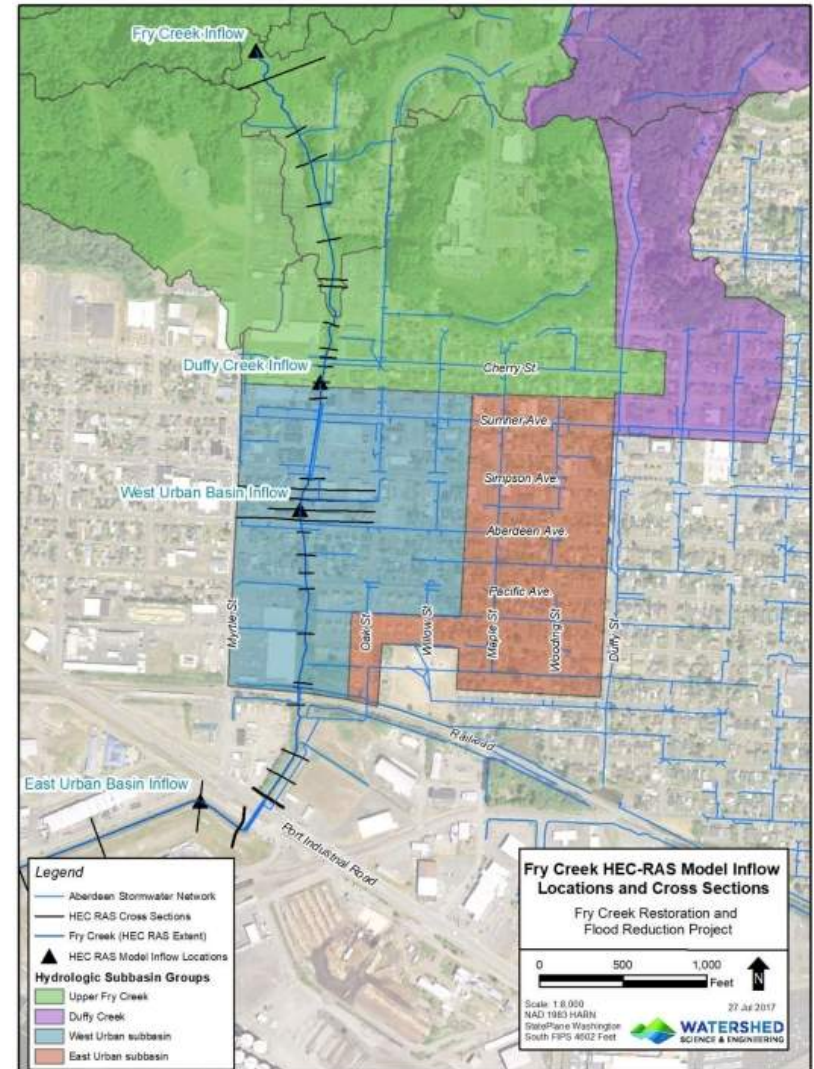 Fry Creek Inflow
Duffy Creek Inflow
Cherry St.
Sumner Ave.
West Urban Basin Inflow
Simpson Ave.
Aberdeen Ave.
Pacific Ave.
Myrtle St
Oak St.
Willow St
Maple St
Wooding St
Duffy St
Railroad
East Urban Basin Inflow
Port Industrial Road
Legend
Aberdeen Stormwater Network
HEC RAS Cross Sections
Fry Creek (HEC RAS Extent)
HEC RAS Model Inflow Locations
Hydrologic Subbasin Groups
Upper Fry Creek
Duffy Creek
West Urban subbasin
East Urban subbasin
Fry Creek HEC-RAS Model Inflow
Locations and Cross Sections
Fry Creek Restoration and
Flood Reduction Project
0 500 1,000
Feet
N
Scale: 1:8,000
NAD 1983 HARN
StatePlane Washington
South FIPS 4602 Feet
27 Jul 2017
WATERSHED
SCIENCE & ENGINEERING